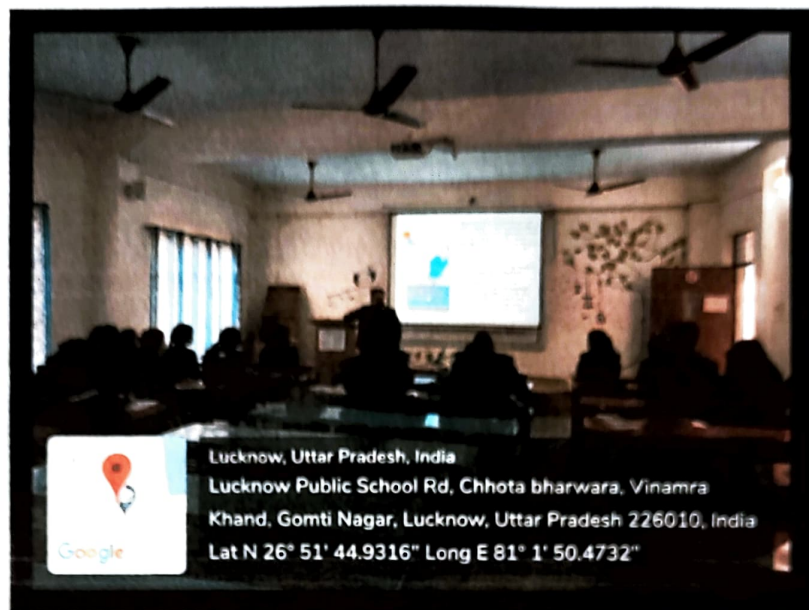 Lucknow, Uttar Pradesh, India
Lucknow Public School Rd, Chhota bharwara, Vinamra
Khand, Gomti Nagar, Lucknow, Uttar Pradesh 226010, India
Lat N 26° 51' 44.9316" Long E 81° 1' 50.4732"
Google